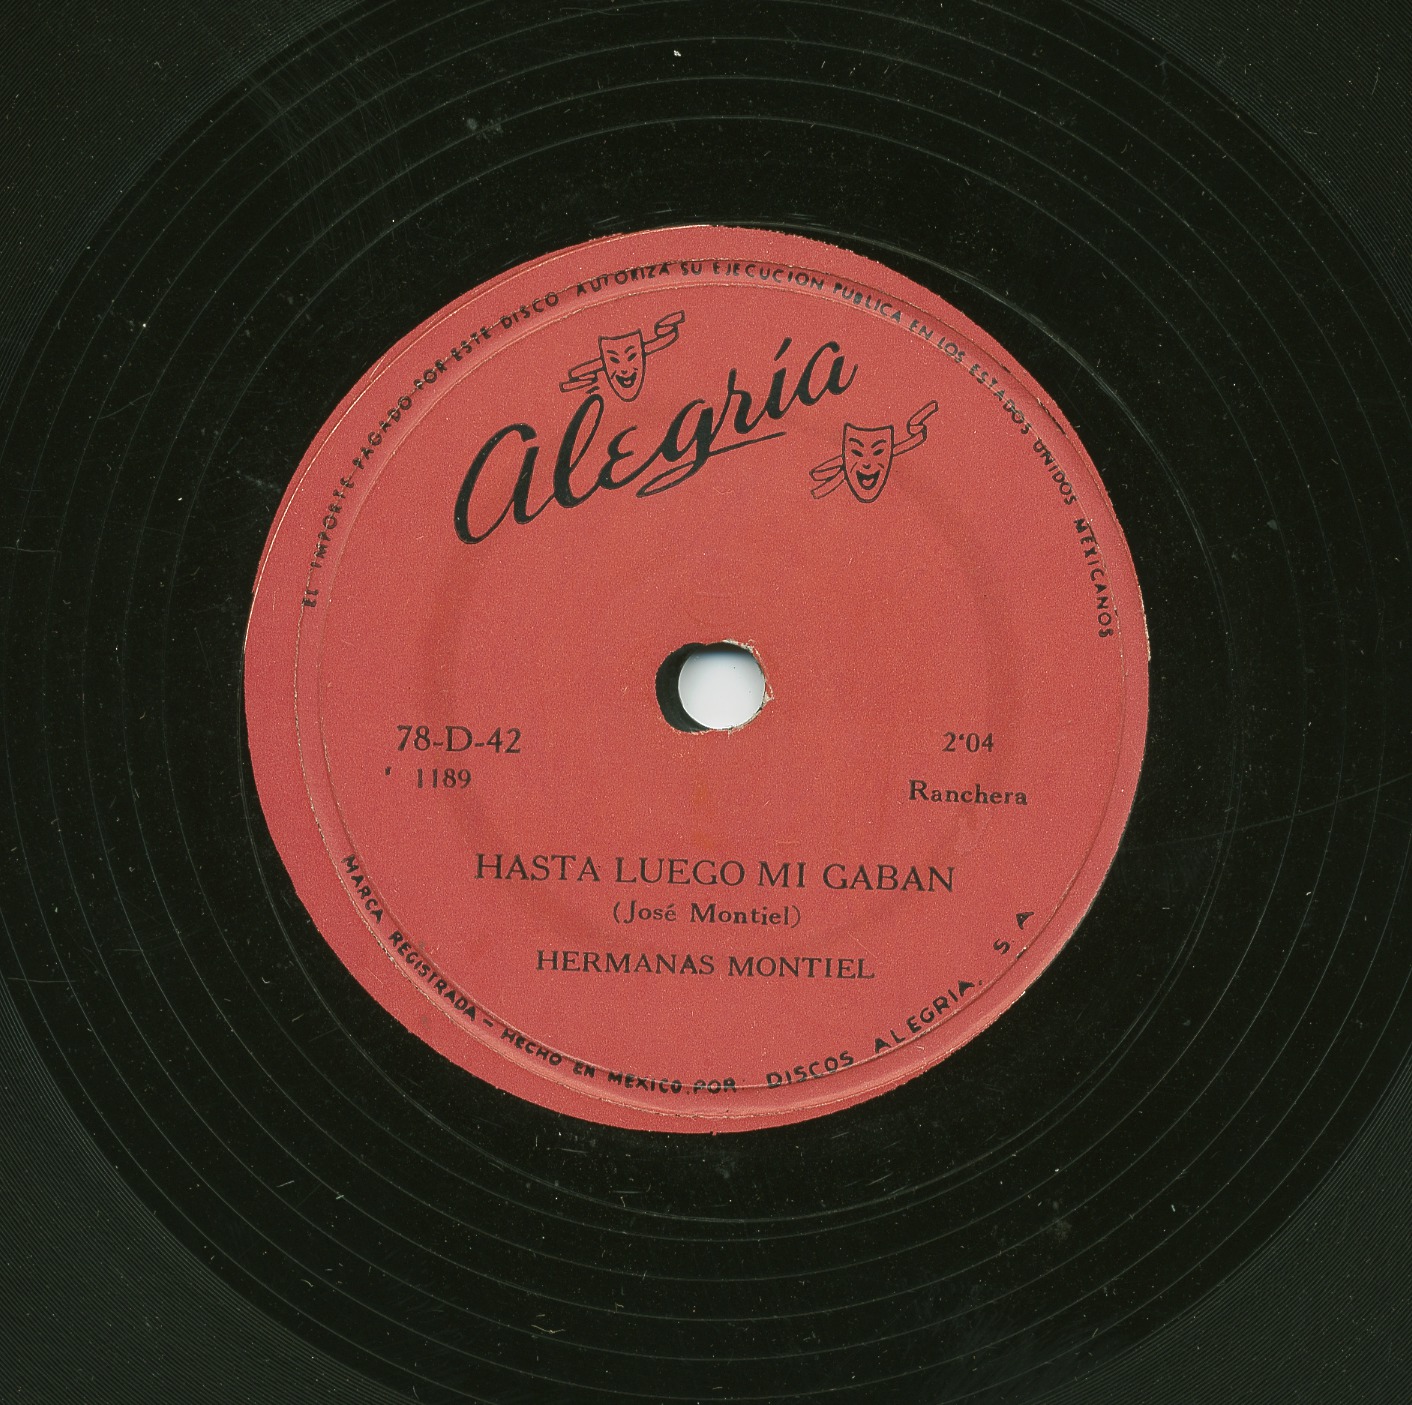 EL IMPORTE PAGADO POR ESTE DISCO AUTORIZA SU EJECUCION PUBLICA EN LOS ESTADOS UNIDOS MEXICANOS
Alegría
78-D-42
1189
2'04
Ranchera
HASTA LUEGO MI GABAN
(José Montiel)
HERMANAS MONTIEL
MARCA REGISTRADA - HECHO EN MEXICO.POR DISCOS ALEGRIA. S A